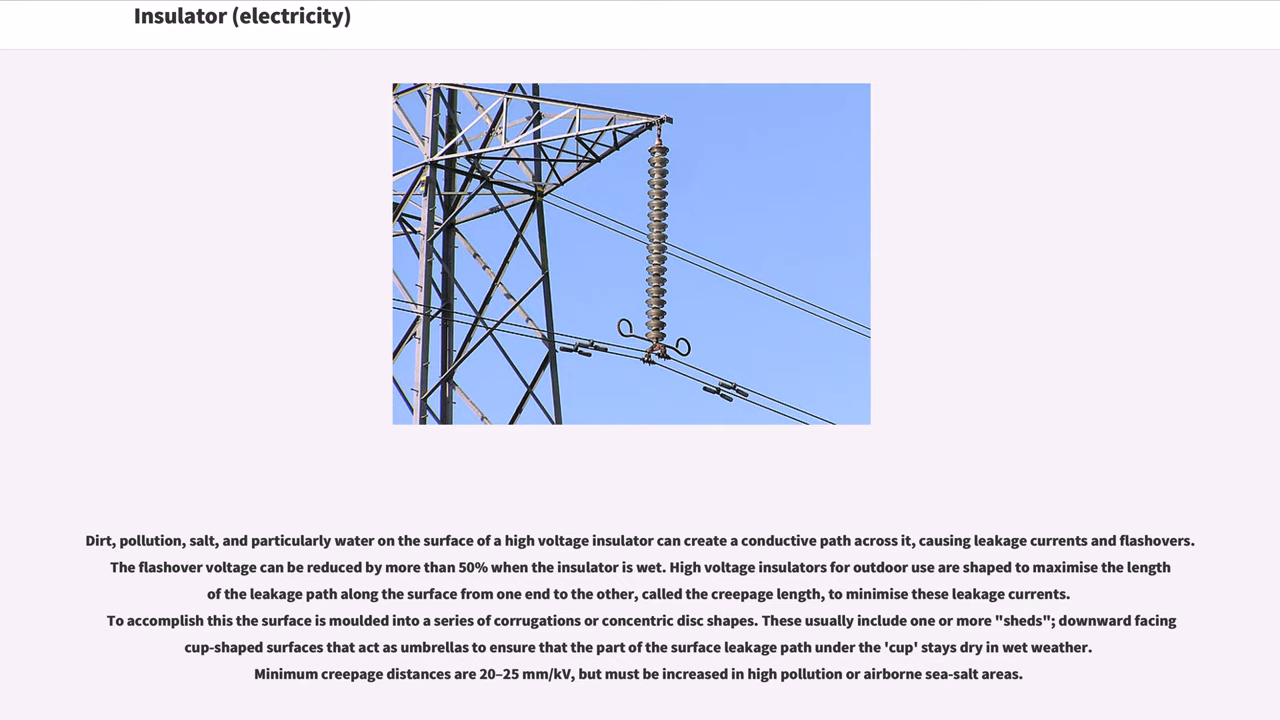 Insulator (electricity)
Dirt, pollution, salt, and particularly water on the surface of a high voltage insulator can create a conductive path across it, causing leakage currents and flashovers.
The flashover voltage can be reduced by more than 50% when the insulator is wet. High voltage insulators for outdoor use are shaped to maximise the length
of the leakage path along the surface from one end to the other, called the creepage length, to minimise these leakage currents.
To accomplish this the surface is moulded into a series of corrugations or concentric disc shapes. These usually include one or more "sheds"; downward facing
cup-shaped surfaces that act as umbrellas to ensure that the part of the surface leakage path under the 'cup' stays dry in wet weather.
Minimum creepage distances are 20–25 mm/kV, but must be increased in high pollution or airborne sea-salt areas.